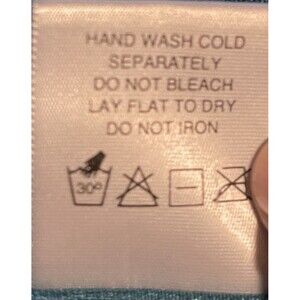 HAND WASH COLD
SEPARATELY
DO NOT BLEACH
LAY FLAT TO DRY
DO NOT IRON
30°